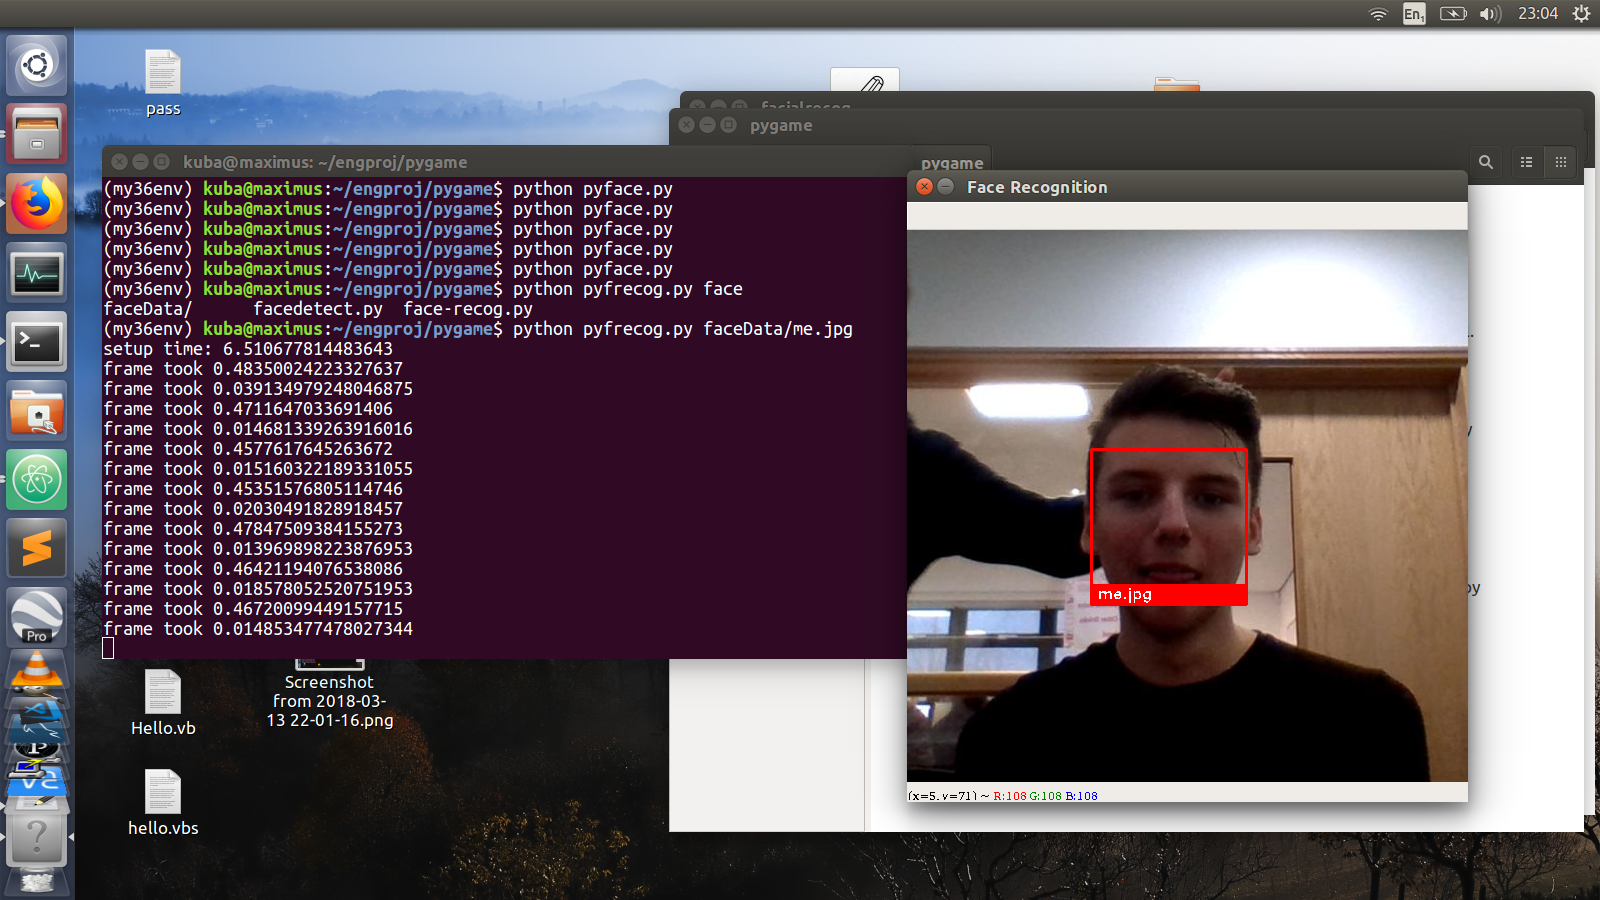 En1
23:04
pass
facialrecog
pygame
kuba@maximus: ~/engproj/pygame
pygame
(my36env) kuba@maximus:~/engproj/pygame$ python pyface.py
(my36env) kuba@maximus:~/engproj/pygame$ python pyface.py
(my36env) kuba@maximus:~/engproj/pygame$ python pyface.py
(my36env) kuba@maximus:~/engproj/pygame$ python pyface.py
(my36env) kuba@maximus:~/engproj/pygame$ python pyface.py
(my36env) kuba@maximus:~/engproj/pygame$ python pyfrecog.py face
faceData/ facedetect.py face-recog.py
(my36env) kuba@maximus:~/engproj/pygame$ python pyfrecog.py faceData/me.jpg
setup time: 6.510677814483643
frame took 0.48350024223327637
frame took 0.039134979248046875
frame took 0.4711647033691406
frame took 0.014681339263916016
frame took 0.4577617645263672
frame took 0.015160322189331055
frame took 0.45351576805114746
frame took 0.02030491828918457
frame took 0.47847509384155273
frame took 0.013969898223876953
frame took 0.46421194076538086
frame took 0.018578052520751953
frame took 0.46720099449157715
frame took 0.014853477478027344
Face Recognition
me.jpg
(x=5, y=71) ~ R:108 G:108 B:108
py
Pro
Screenshot
from 2018-03-
13 22-01-16.png
Hello.vb
hello.vbs